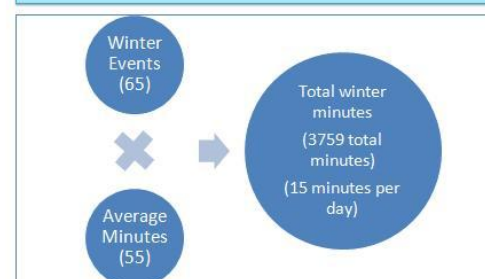 Winter
Events
(65)
Average
Minutes
(55)
Total winter
minutes
(3759 total
minutes)
(15 minutes per
day)